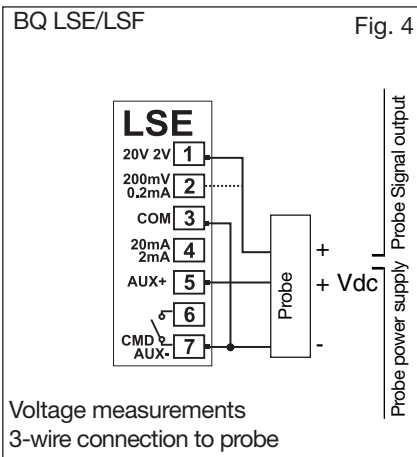 BQ LSE/LSF
Fig. 4
LSE
20V 2V 1
200mV
0.2mA 2
COM 3
20mA
2mA 4
AUX+ 5
6
CMD
AUX- 7
Probe
+
+ Vdc
-
Probe Signal output
Probe power supply
Voltage measurements
3-wire connection to probe